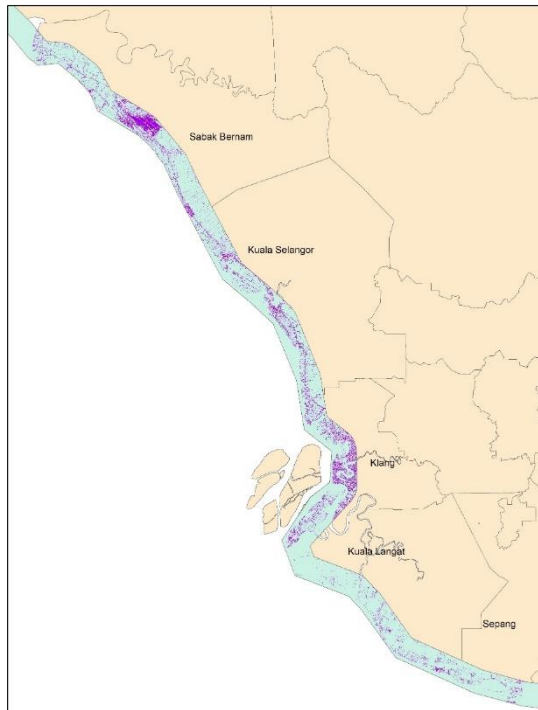 Sabak Bernam
Kuala Selangor
Klang
Kuala Langat
Sepang